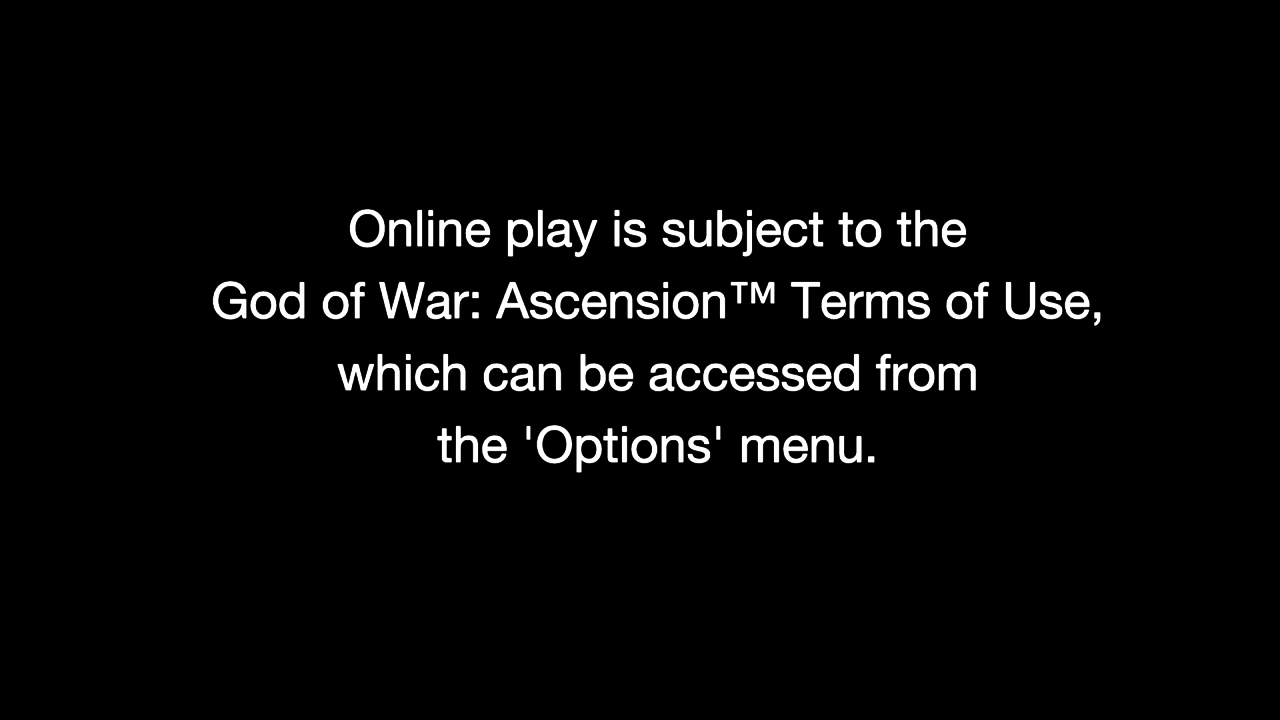 Online play is subject to the
God of War: Ascension™ Terms of Use,
which can be accessed from
the 'Options' menu.